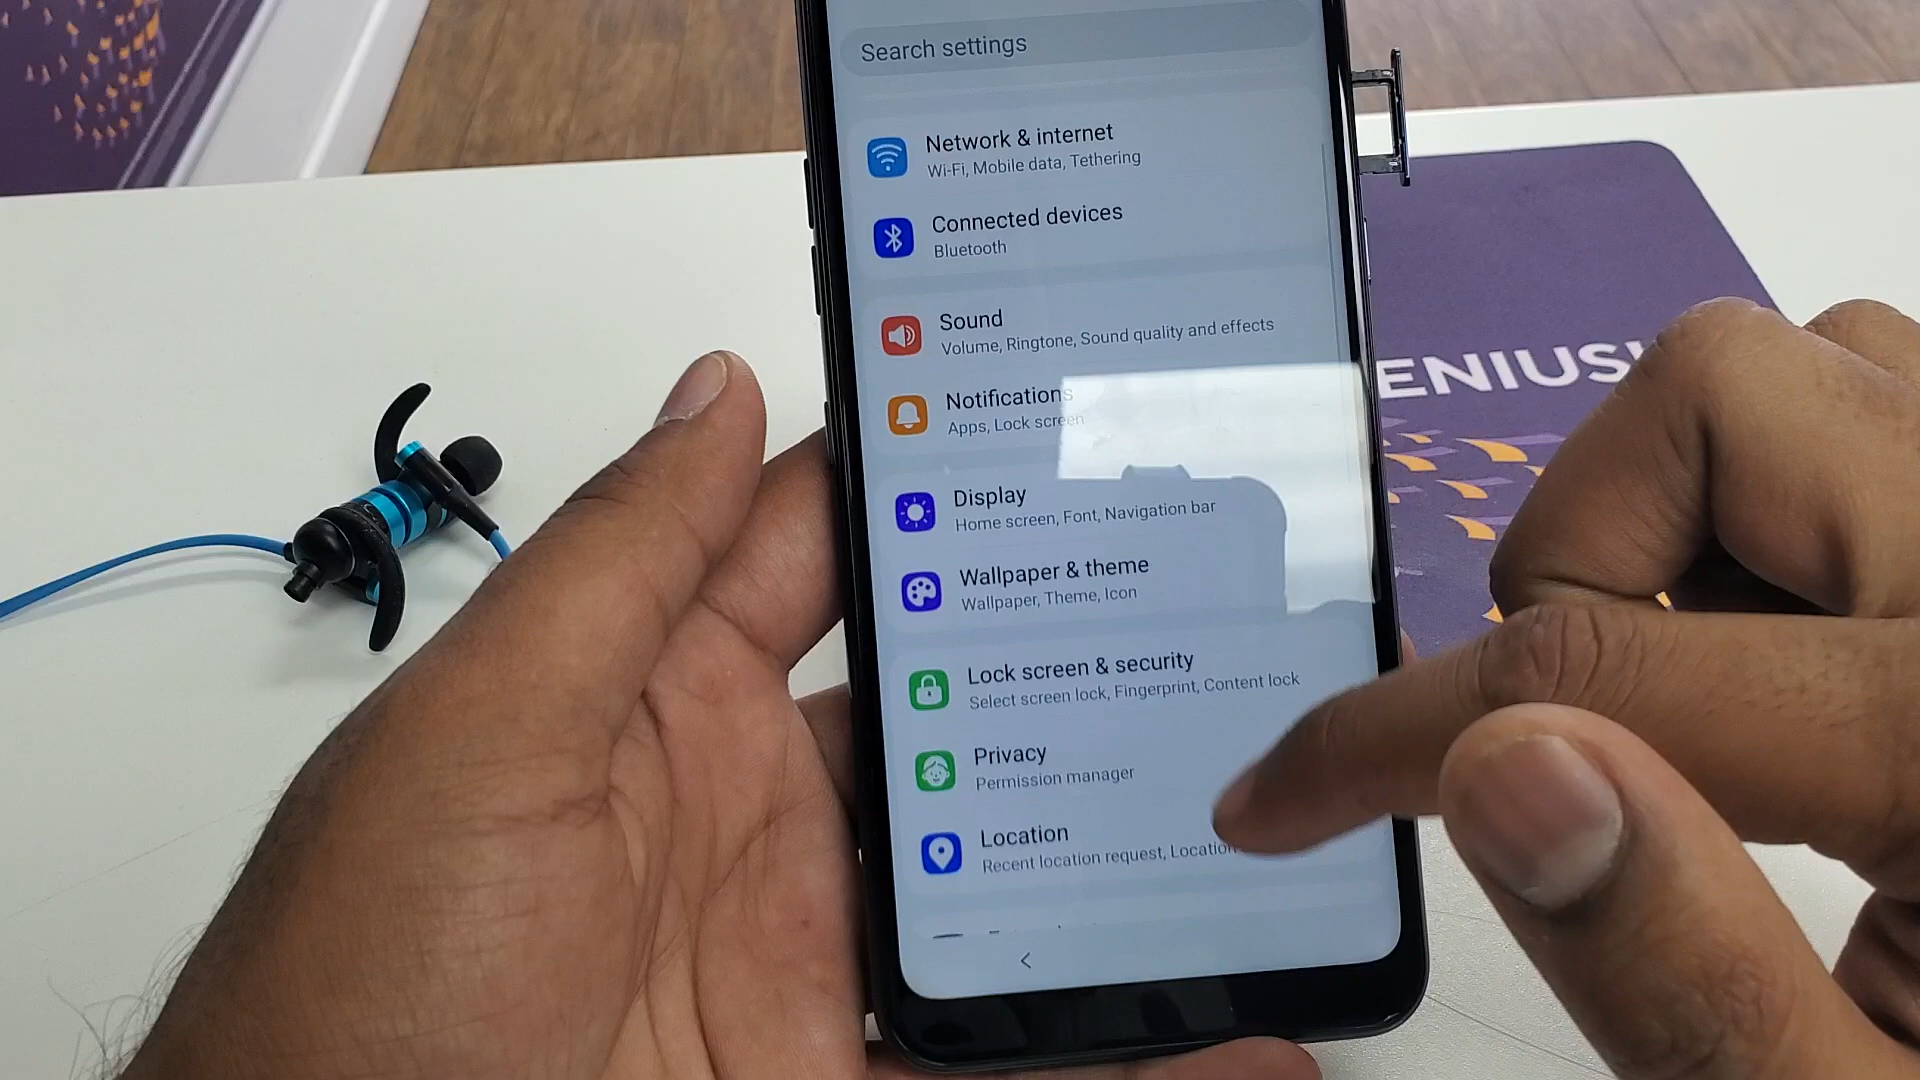 Search settings
Network & internet
Wi-Fi, Mobile data, Tethering
Connected devices
Bluetooth
Sound
Volume, Ringtone, Sound quality and effects
Notifications
Apps, Lock screen
ENIUS
Display
Home screen, Font, Navigation bar
Wallpaper & theme
Wallpaper, Theme, Icon
Lock screen & security
Select screen lock, Fingerprint, Content lock
Privacy
Permission manager
Location
Recent location request, Location